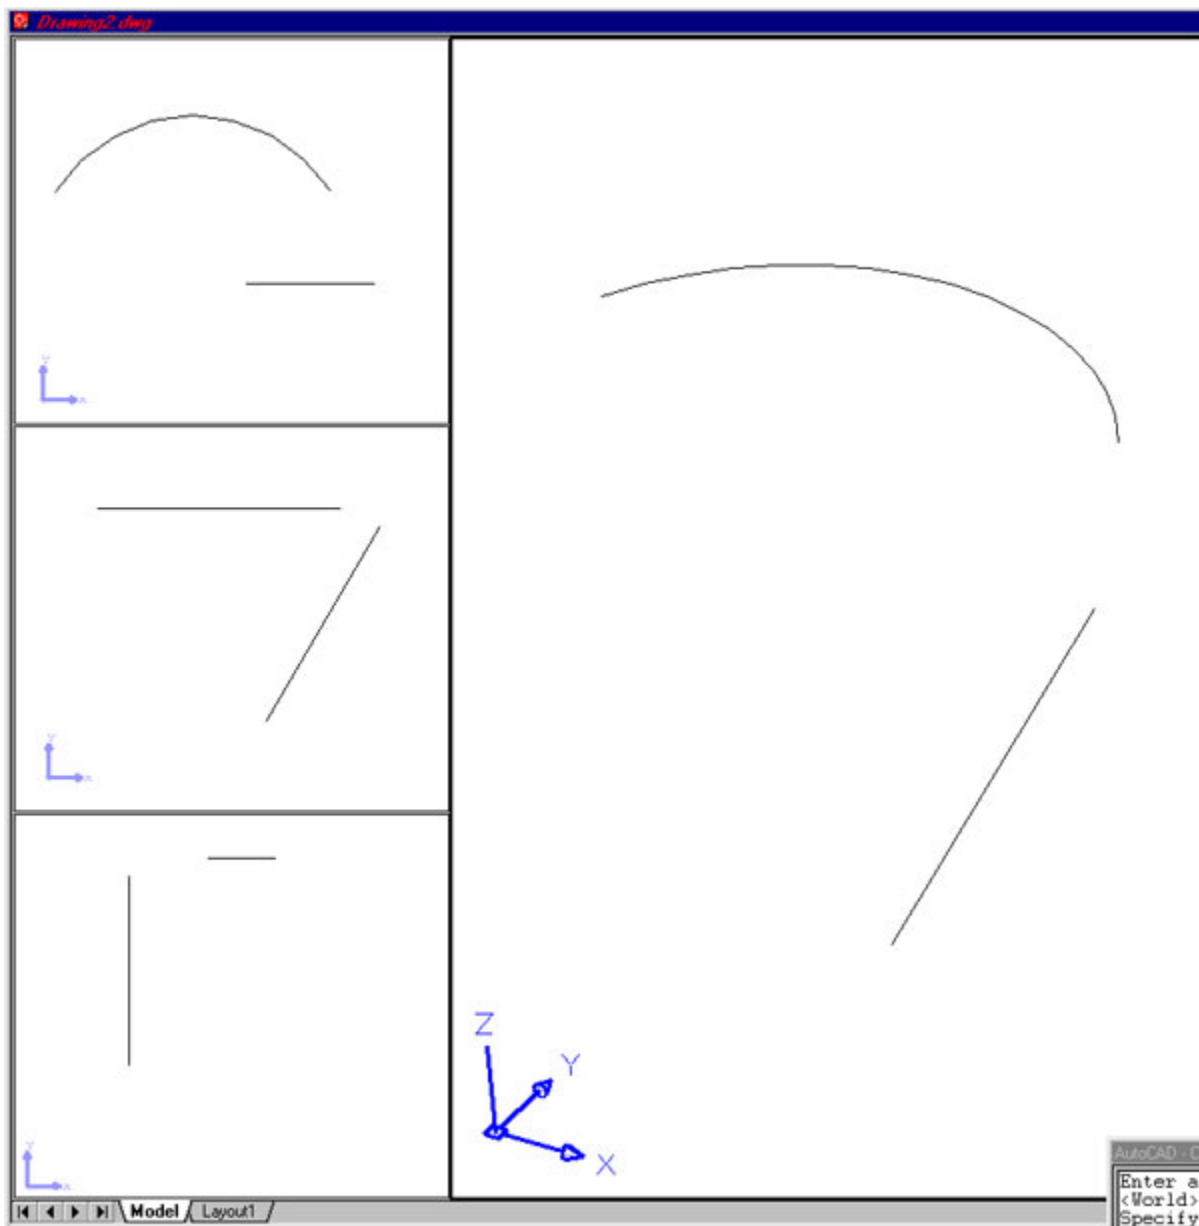 Drawing2.dwg
Y
X
Y
X
Y
X
Z
Y
X
AutoCAD - C
Enter a
<World>
Specify
Model
Layout1